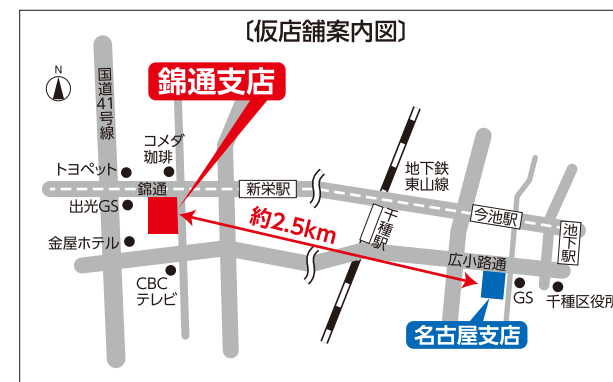 〔仮店舗案内図〕
N
国道41号線
錦通支店
コメダ
珈琲
トヨペット
錦通
新栄駅
地下鉄
東山線
出光GS
約2.5km
千種駅
今池駅
池下駅
金屋ホテル
CBC
テレビ
広小路通
GS
千種区役所
名古屋支店